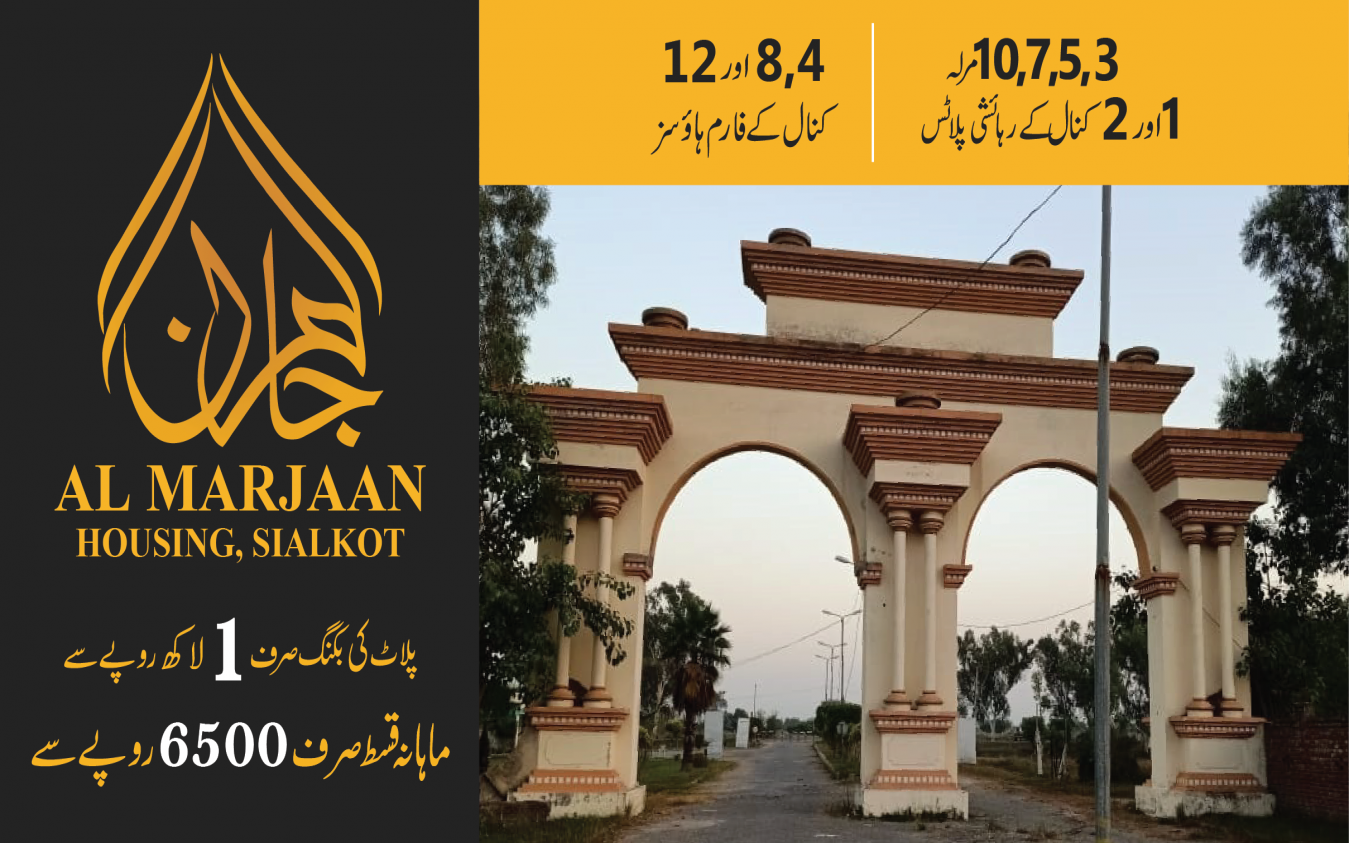 مرجان
AL MARJAAN
HOUSING, SIALKOT
پلاٹ کی بکنگ صرف 1 لاکھ روپے سے
ماہانہ قسط صرف 6500 روپے سے
3,5,7,10 مرلہ
1 اور 2 کنال کے رہائشی پلاٹس
4,8 اور 12
کنال کے فارم ہاؤسز